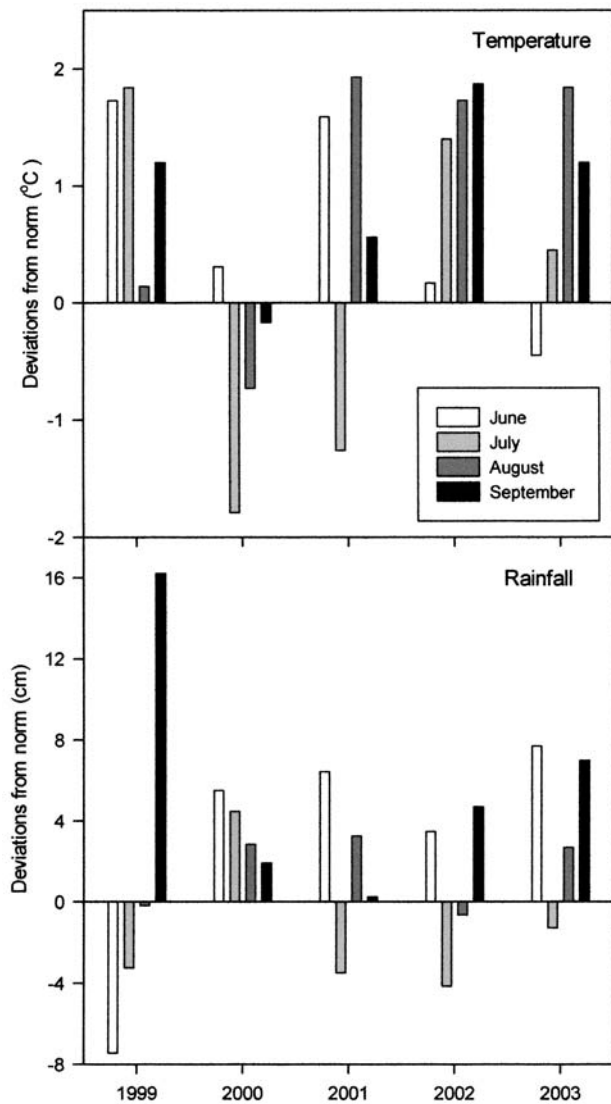 Temperature
Deviations from norm (°C)
2
1
0
-1
-2
June
July
August
September
Rainfall
Deviations from norm (cm)
16
12
8
4
0
-4
-8
1999 2000 2001 2002 2003